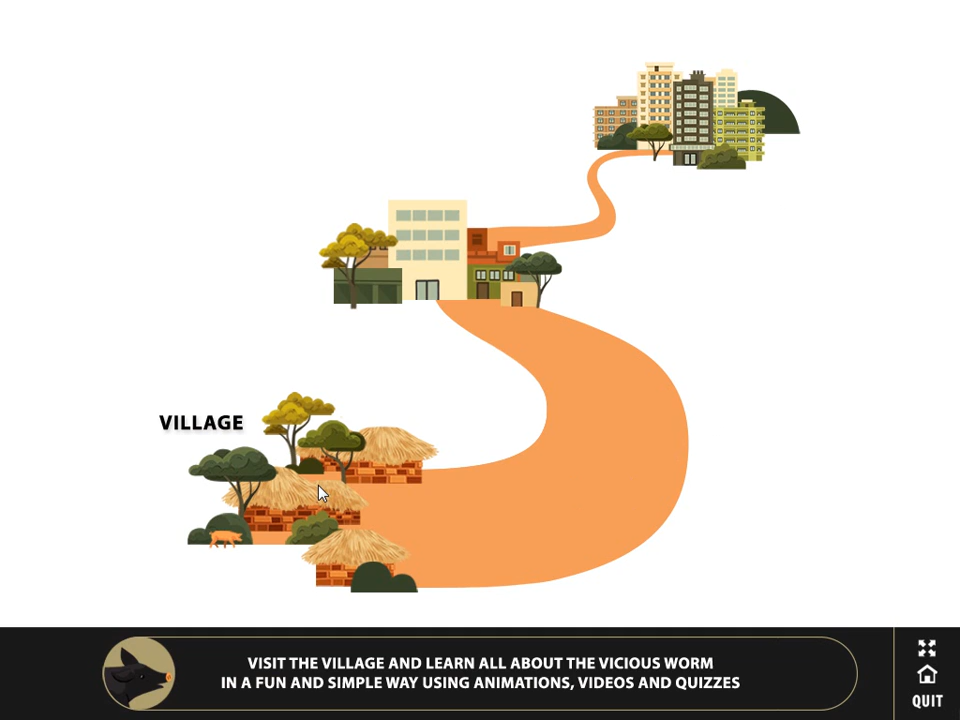 VILLAGE
VISIT THE VILLAGE AND LEARN ALL ABOUT THE VICIOUS WORM
IN A FUN AND SIMPLE WAY USING ANIMATIONS, VIDEOS AND QUIZZES
QUIT